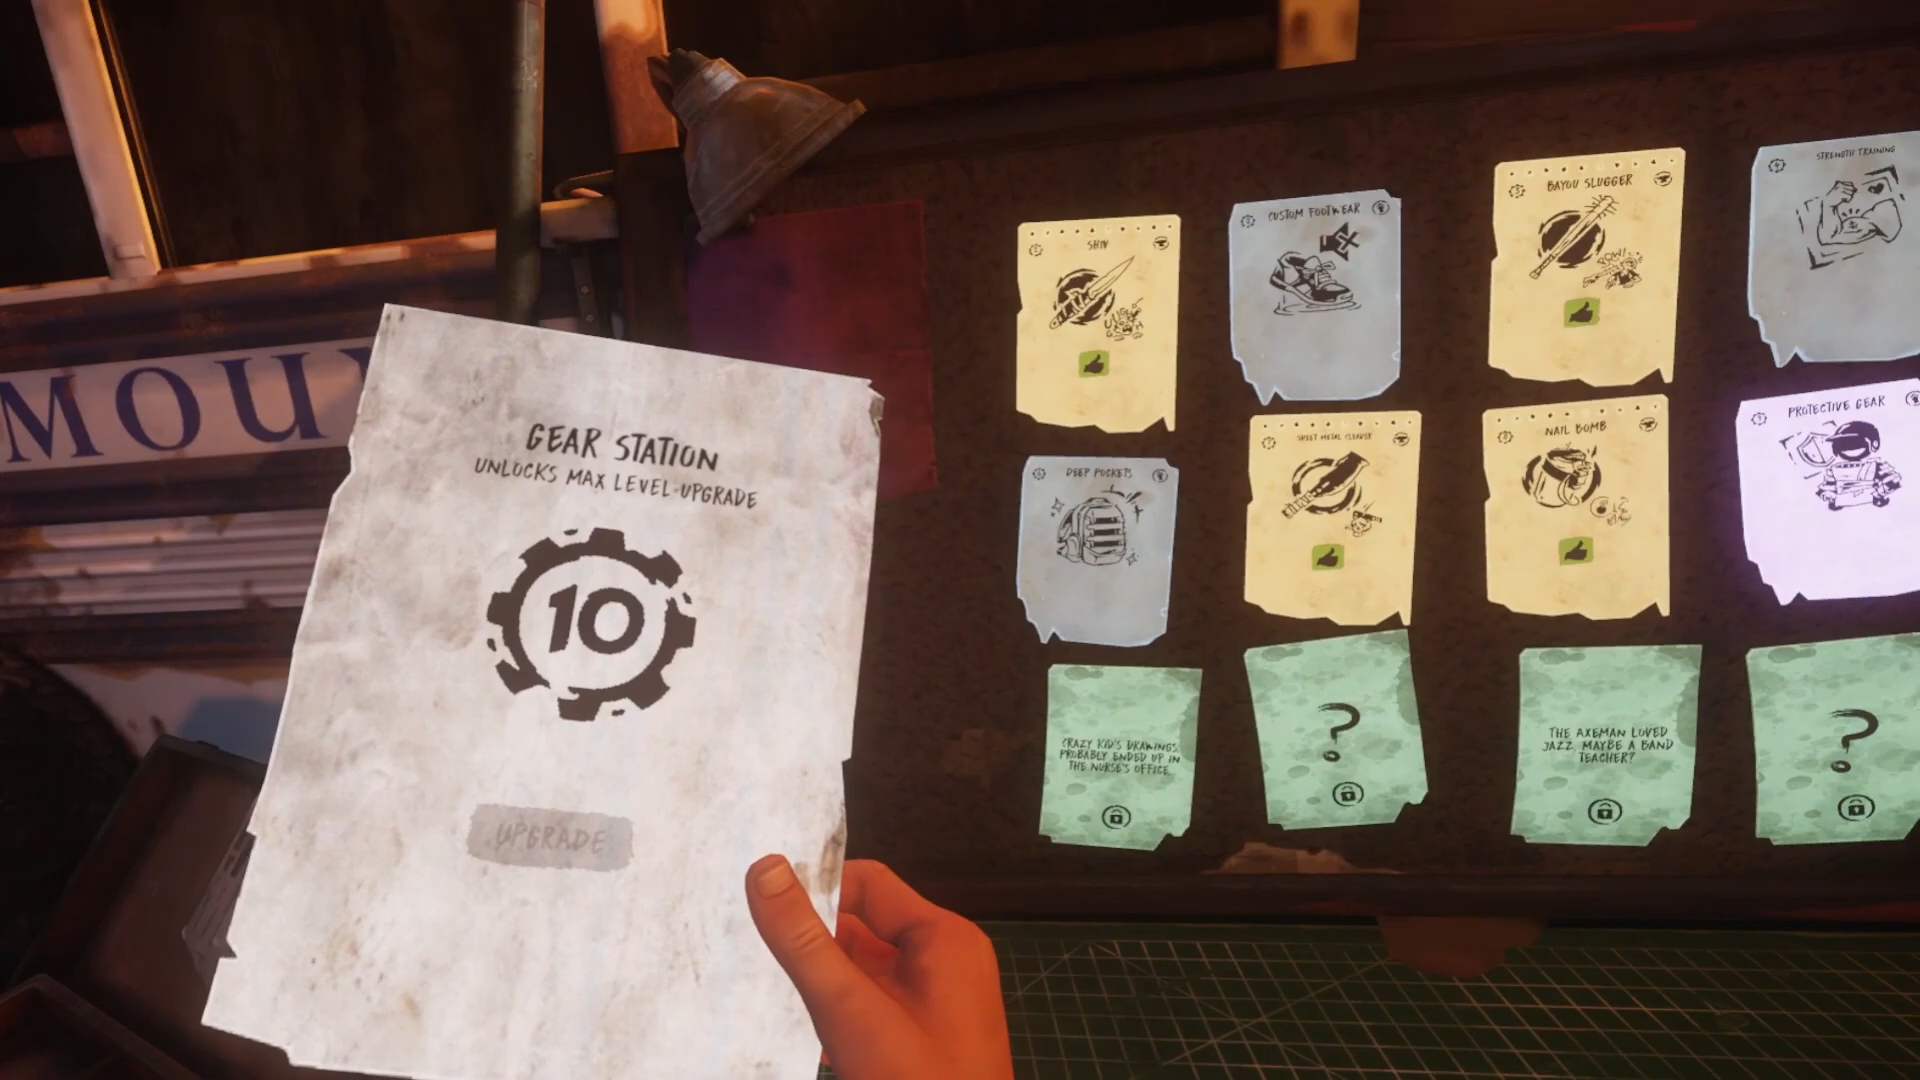 MOU
GEAR STATION
UNLOCKS MAX LEVEL-UPGRADE
10
UPGRADE
SHIV
CUSTOM FOOTWEAR
BAYOU SLUGGER
POW!
STRENGTH TRAINING
DEEP POCKETS
SHEET METAL CLEAVER
NAIL BOMB
PROTECTIVE GEAR
CRAZY KID'S DRAWINGS.
PROBABLY ENDED UP IN
THE NURSE'S OFFICE.
?
THE AXEMAN LOVED
JAZZ. MAYBE A BAND
TEACHER?
?